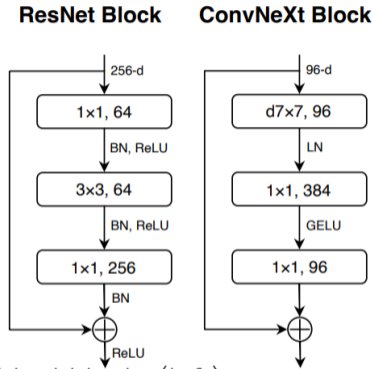 ResNet Block
256-d
1×1, 64
BN, ReLU
3×3, 64
BN, ReLU
1×1, 256
BN
ReLU
ConvNeXt Block
96-d
d7×7, 96
LN
1×1, 384
GELU
1×1, 96